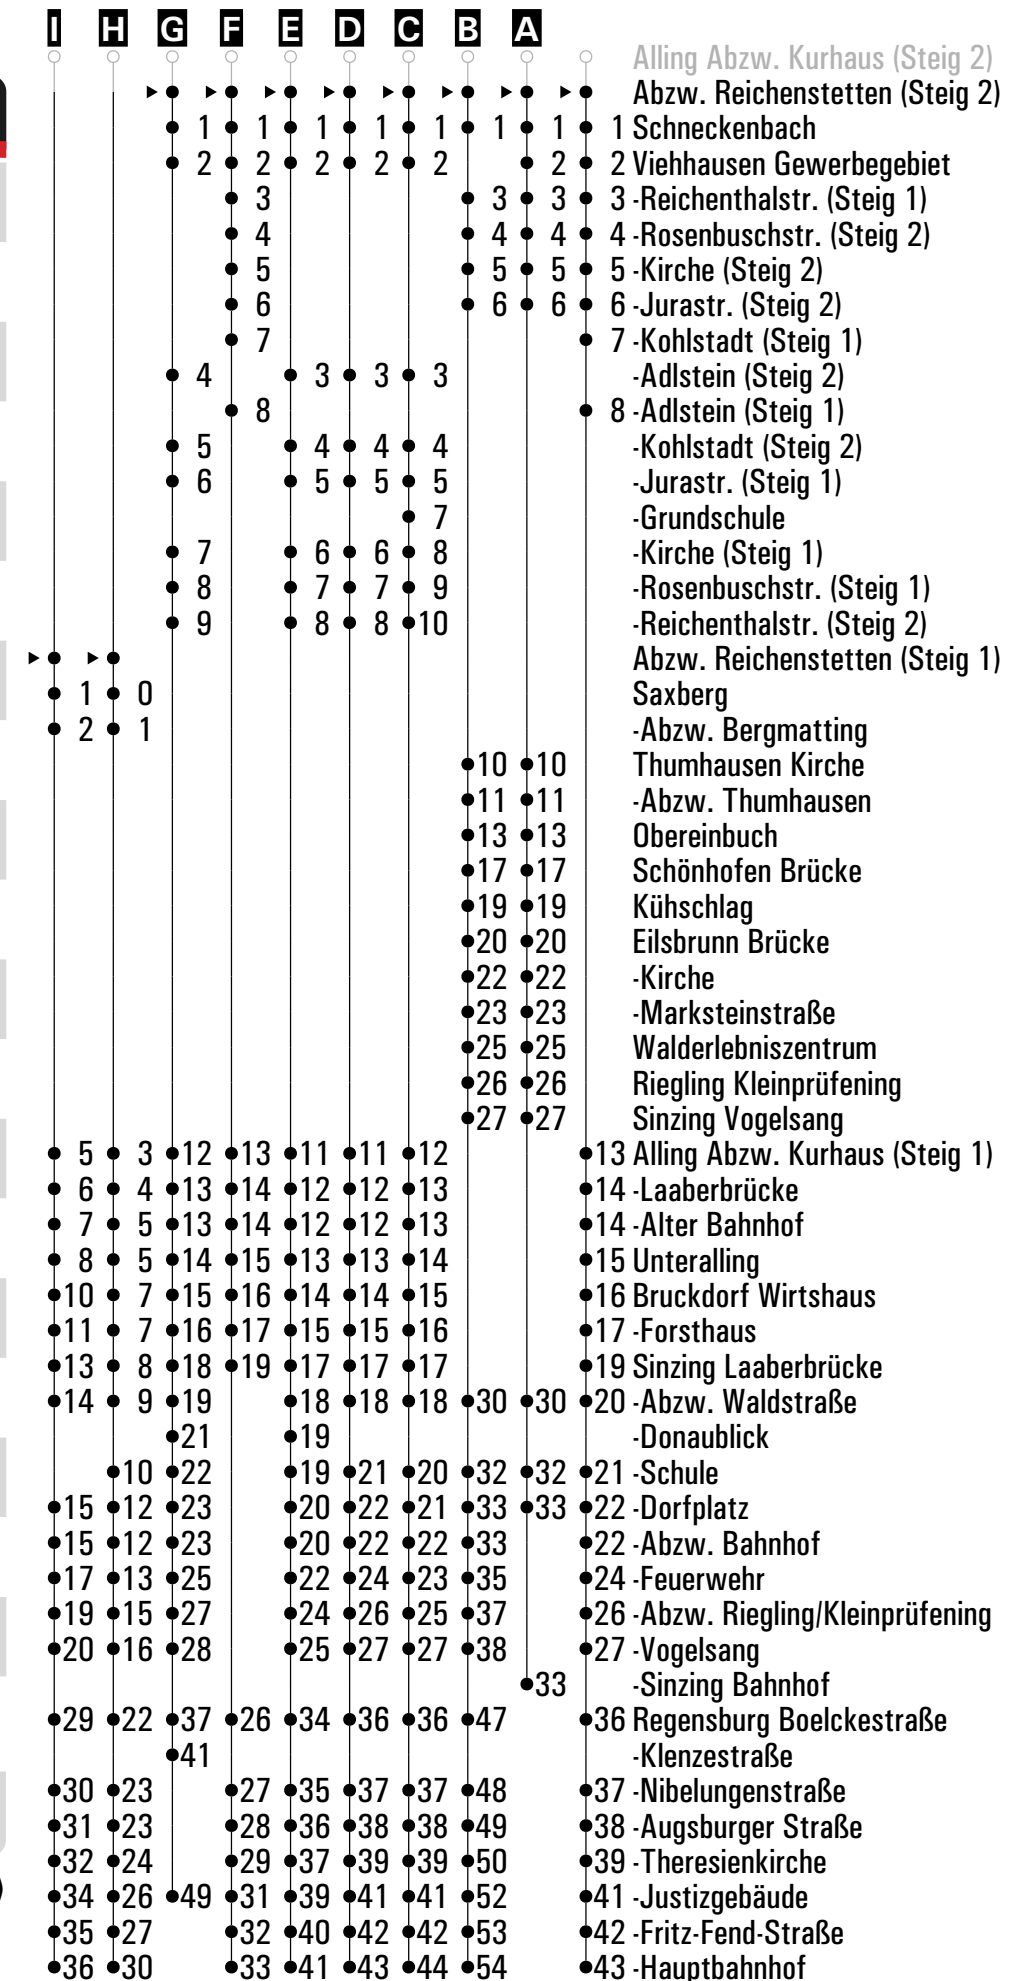 I H G F E D C B A
Alling Abzw. Kurhaus (Steig 2)
Abzw. Reichenstetten (Steig 2)
1 1 1 1 1 1 1 1 Schneckenbach
2 2 2 2 2 2 2 Viehhausen Gewerbegebiet
3 3 3 3 -Reichenthalstr. (Steig 1)
4 4 4 4 -Rosenbuschstr. (Steig 2)
5 5 5 5 -Kirche (Steig 2)
6 6 6 6 -Jurastr. (Steig 2)
7 7 -Kohlstadt (Steig 1)
4 3 3 3 -Adlstein (Steig 2)
8 8 -Adlstein (Steig 1)
5 4 4 4 -Kohlstadt (Steig 2)
6 5 5 5 -Jurastr. (Steig 1)
7 -Grundschule
7 6 6 8 -Kirche (Steig 1)
8 7 7 9 -Rosenbuschstr. (Steig 1)
9 8 8 10 -Reichenthalstr. (Steig 2)
Abzw. Reichenstetten (Steig 1)
1 0 Saxberg
2 1 -Abzw. Bergmatting
10 10 Thumhausen Kirche
11 11 -Abzw. Thumhausen
13 13 Obereinbuch
17 17 Schönhofen Brücke
19 19 Kühschlag
20 20 Eilsbrunn Brücke
22 22 -Kirche
23 23 -Marksteinstraße
25 25 Walderlebniszentrum
26 26 Riegling Kleinprüfening
27 27 Sinzing Vogelsang
5 3 12 13 11 11 12 13 Alling Abzw. Kurhaus (Steig 1)
6 4 13 14 12 12 13 14 -Laaberbrücke
7 5 13 14 12 12 13 14 -Alter Bahnhof
8 5 14 15 13 13 14 15 Unteralling
10 7 15 16 14 14 15 16 Bruckdorf Wirtshaus
11 7 16 17 15 15 16 17 -Forsthaus
13 8 18 19 17 17 17 19 Sinzing Laaberbrücke
14 9 19 18 18 18 30 30 20 -Abzw. Waldstraße
21 19 -Donaublick
10 22 19 21 20 32 32 21 -Schule
15 12 23 20 22 21 33 33 22 -Dorfplatz
15 12 23 20 22 22 33 22 -Abzw. Bahnhof
17 13 25 22 24 23 35 24 -Feuerwehr
19 15 27 24 26 25 37 26 -Abzw. Riegling/Kleinprüfening
20 16 28 25 27 27 38 27 -Vogelsang
33 -Sinzing Bahnhof
29 22 37 26 34 36 36 47 36 Regensburg Boelckestraße
41 -Klenzestraße
30 23 27 35 37 37 48 37 -Nibelungenstraße
31 23 28 36 38 38 49 38 -Augsburger Straße
32 24 29 37 39 39 50 39 -Theresienkirche
34 26 49 31 39 41 41 52 41 -Justizgebäude
35 27 32 40 42 42 53 42 -Fritz-Fend-Straße
36 30 33 41 43 44 54 43 -Hauptbahnhof